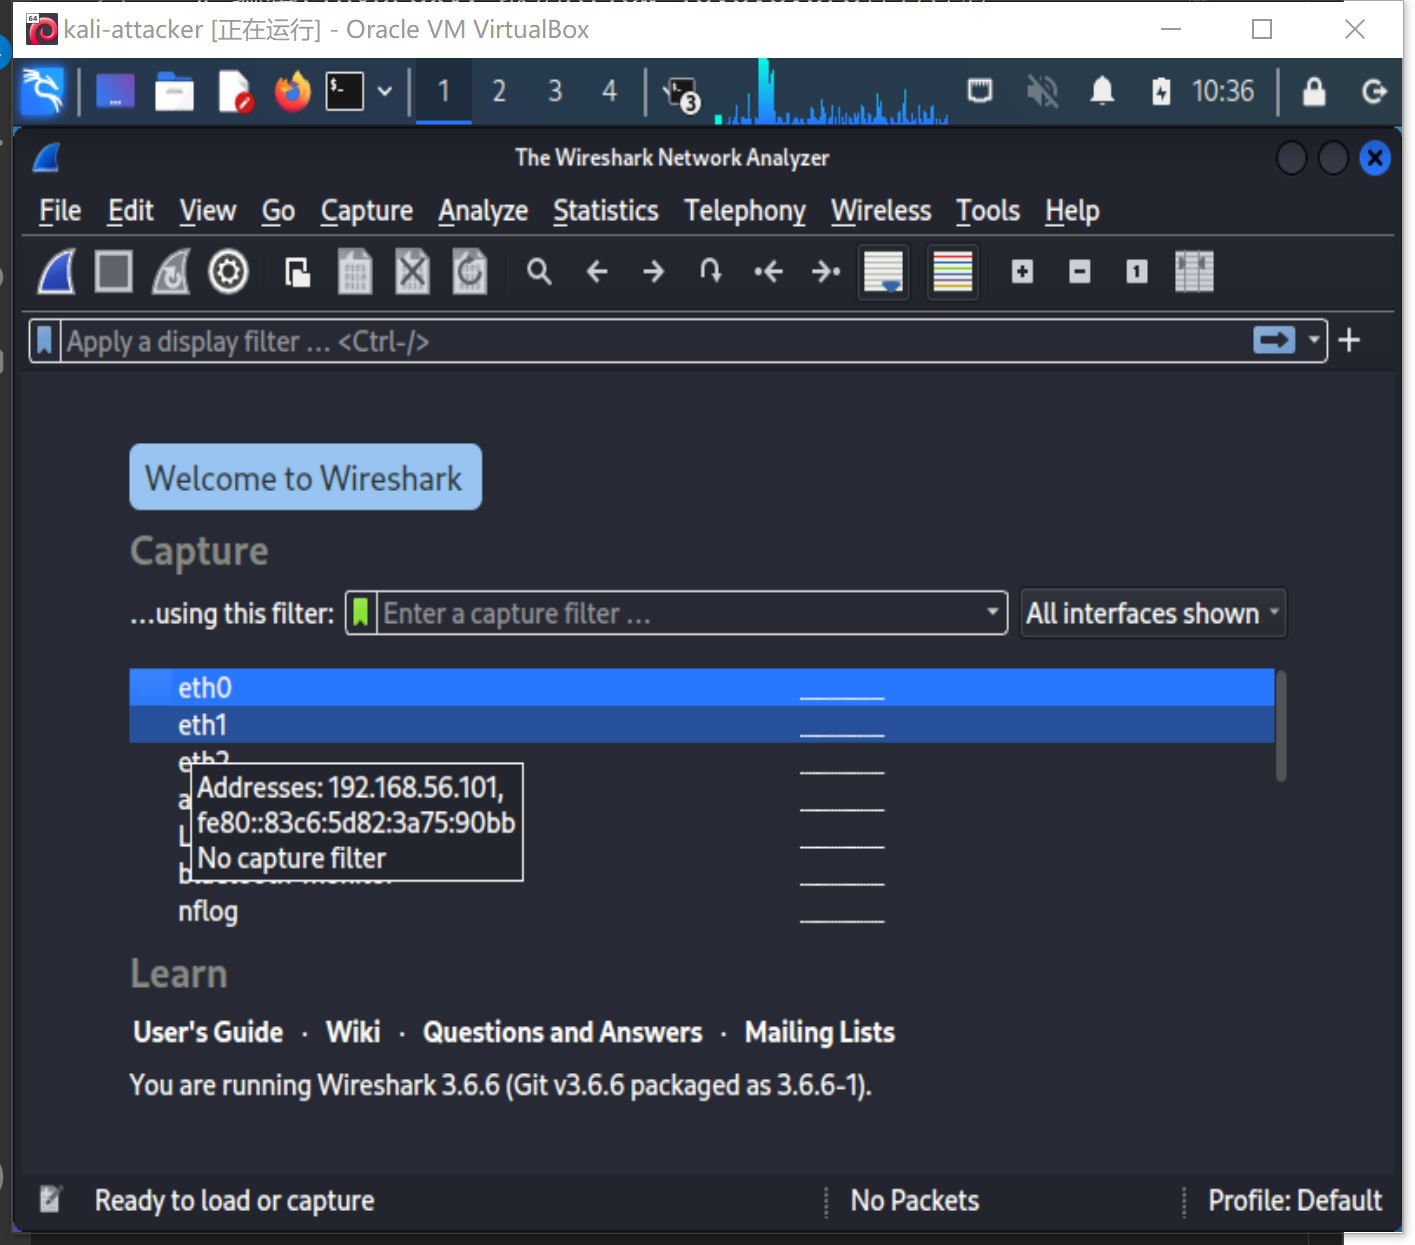 kali-attacker [正在运行] - Oracle VM VirtualBox
1 2 3 4 3 10:36
The Wireshark Network Analyzer
File Edit View Go Capture Analyze Statistics Telephony Wireless Tools Help
Apply a display filter … <Ctrl-/>
Welcome to Wireshark
Capture
…using this filter: Enter a capture filter … All interfaces shown
eth0
eth1
eth2
Addresses: 192.168.56.101,
fe80::83c6:5d82:3a75:90bb
No capture filter
nflog
Learn
User's Guide · Wiki · Questions and Answers · Mailing Lists
You are running Wireshark 3.6.6 (Git v3.6.6 packaged as 3.6.6-1).
Ready to load or capture No Packets Profile: Default